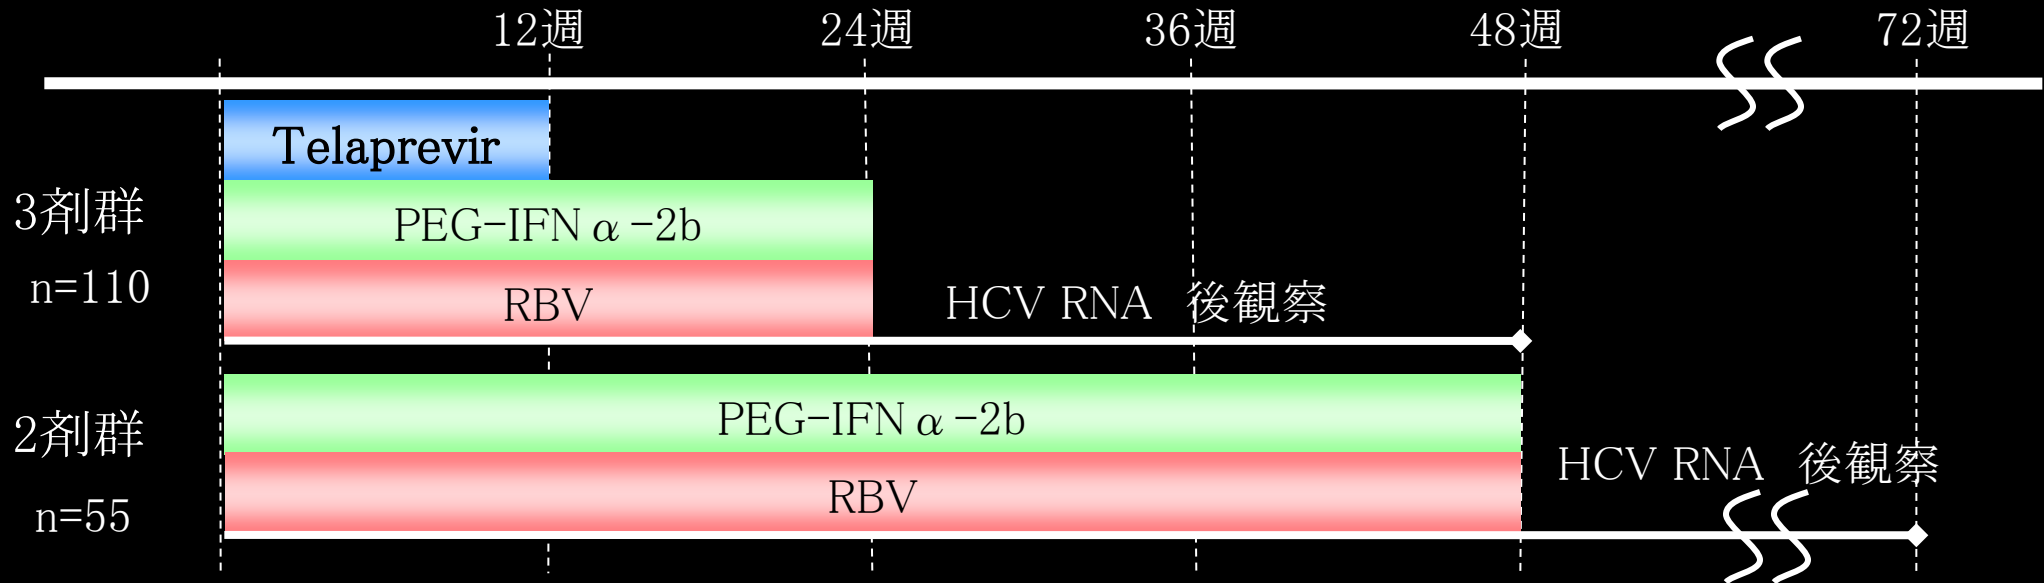 12週 24週 36週 48週 72週
Telaprevir
3剤群
PEG-IFNα-2b
n=110
RBV
HCV RNA 後観察
2剤群
PEG-IFNα-2b
HCV RNA 後観察
RBV
n=55